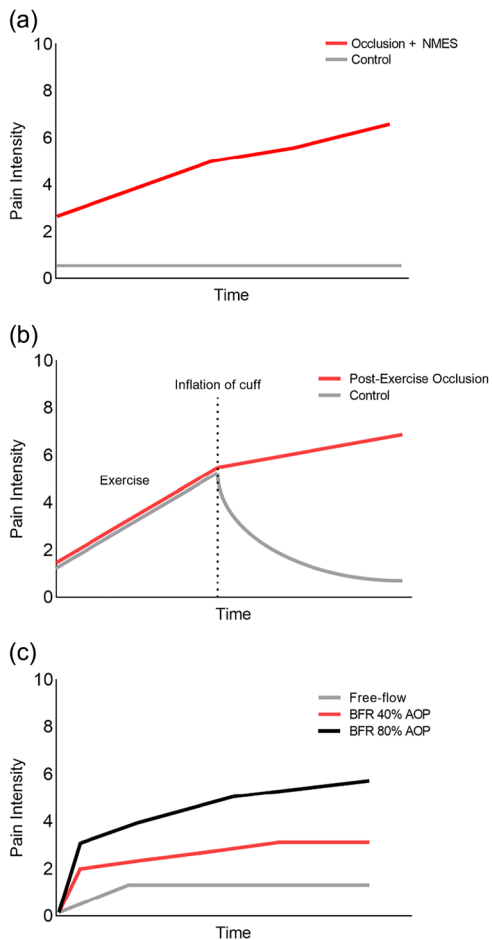 (a)
10
8
6
4
2
0
Pain Intensity
Time
Occlusion + NMES
Control
(b)
10
8
6
4
2
0
Pain Intensity
Time
Inflation of cuff
Exercise
Post-Exercise Occlusion
Control
(c)
10
8
6
4
2
0
Pain Intensity
Time
Free-flow
BFR 40% AOP
BFR 80% AOP